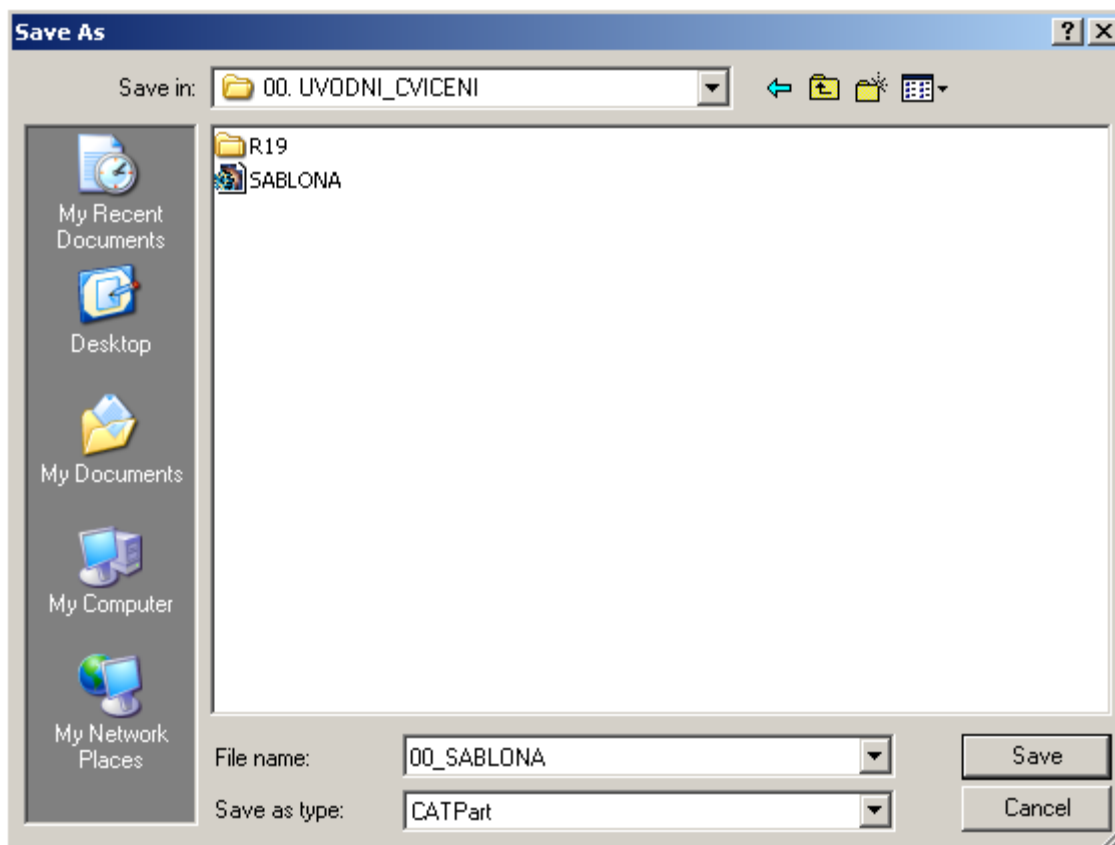 Save As
Save in:
00. UVODNI_CVICENI
My Recent
Documents
Desktop
My Documents
My Computer
My Network
Places
R19
SABLONA
File name:
00_SABLONA
Save
Save as type:
CATPart
Cancel